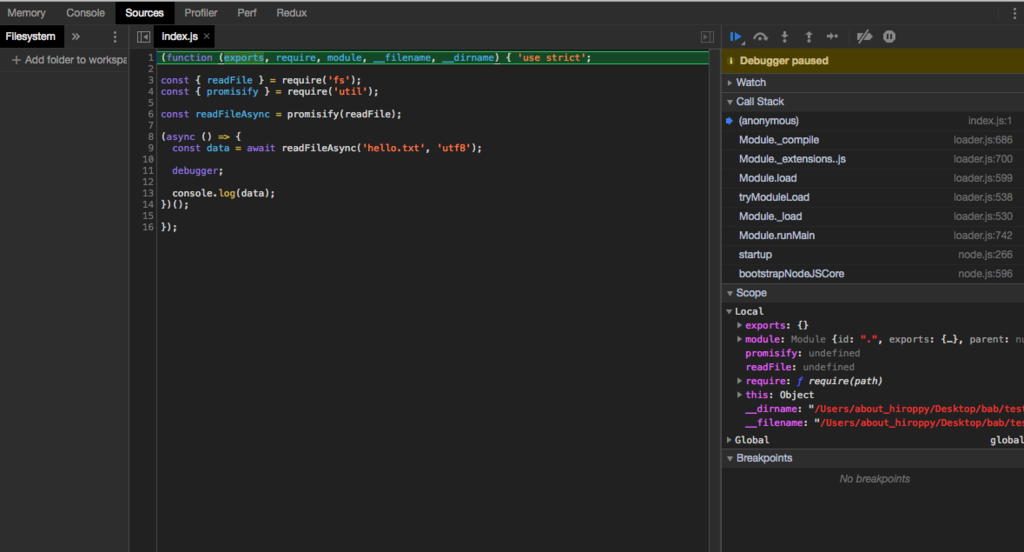 Memory Console Sources Profiler Perf Redux
Filesystem »
+ Add folder to workspa
index.js ×
1 (function (exports, require, module, __filename, __dirname) { 'use strict';
2
3 const { readFile } = require('fs');
4 const { promisify } = require('util');
5
6 const readFileAsync = promisify(readFile);
7
8 (async () => {
9 const data = await readFileAsync('hello.txt', 'utf8');
10
11 debugger;
12
13 console.log(data);
14 })();
15
16 });
Debugger paused
Watch
Call Stack
(anonymous) index.js:1
Module._compile loader.js:686
Module._extensions..js loader.js:700
Module.load loader.js:599
tryModuleLoad loader.js:538
Module._load loader.js:530
Module.runMain loader.js:742
startup node.js:266
bootstrapNodeJSCore node.js:596
Scope
Local
exports: {}
module: Module {id: ".", exports: {…}, parent: nu
promisify: undefined
readFile: undefined
require: ƒ require(path)
this: Object
__dirname: "/Users/about_hiroppy/Desktop/bab/tes
__filename: "/Users/about_hiroppy/Desktop/bab/tes
Global global
Breakpoints
No breakpoints